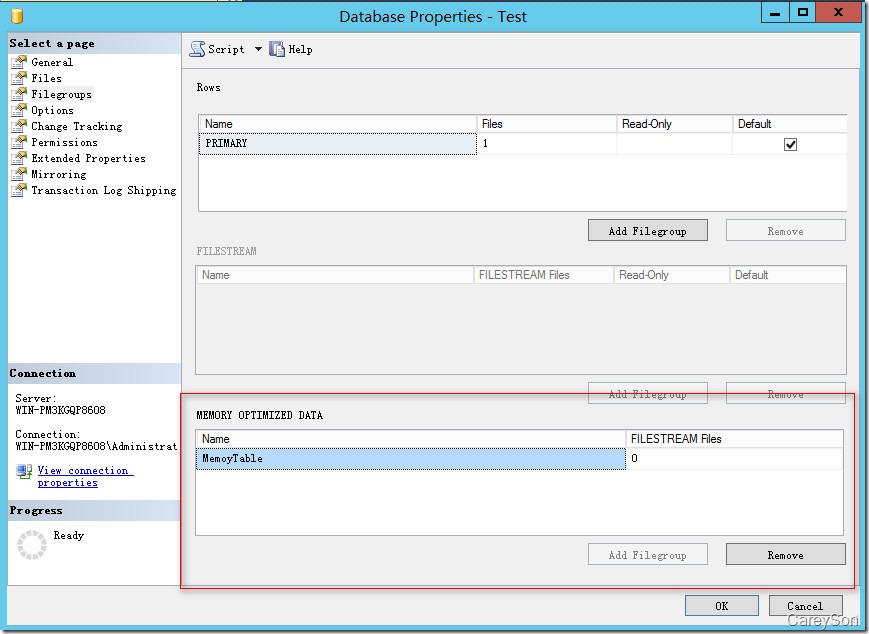 Database Properties - Test
Select a page
General
Files
Filegroups
Options
Change Tracking
Permissions
Extended Properties
Mirroring
Transaction Log Shipping
Connection
Server:
WIN-PM3KGQP8608
Connection:
WIN-PM3KGQP8608\Administrat
View connection
properties
Progress
Ready
Script Help
Rows
Name Files Read-Only Default
PRIMARY 1
Add Filegroup Remove
FILESTREAM
Name FILESTREAM Files Read-Only Default
Add Filegroup Remove
MEMORY OPTIMIZED DATA
Name FILESTREAM Files
MemoyTable 0
Add Filegroup Remove
OK Cancel
CareySon